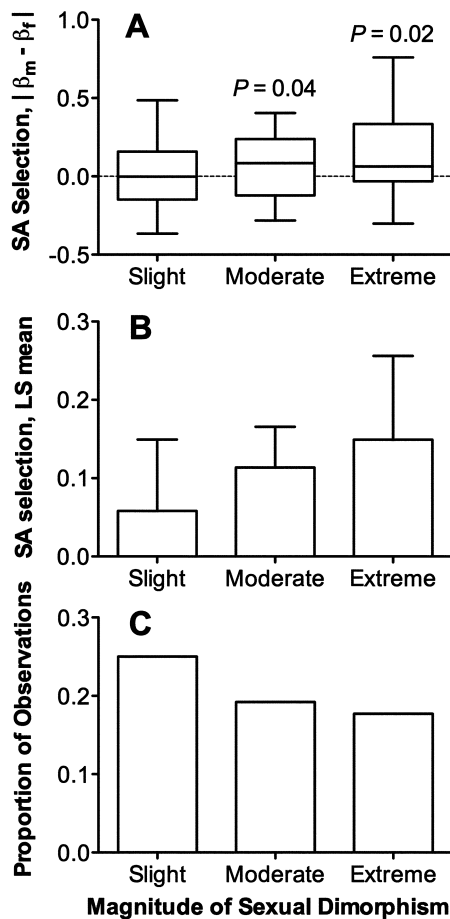 A
SA Selection, | βm - βf |
1.0
0.5
0.0
-0.5
P = 0.04
P = 0.02
Slight
Moderate
Extreme
B
SA selection, LS mean
0.3
0.2
0.1
0.0
Slight
Moderate
Extreme
C
Proportion of Observations
0.3
0.2
0.1
0.0
Slight
Moderate
Extreme
Magnitude of Sexual Dimorphism